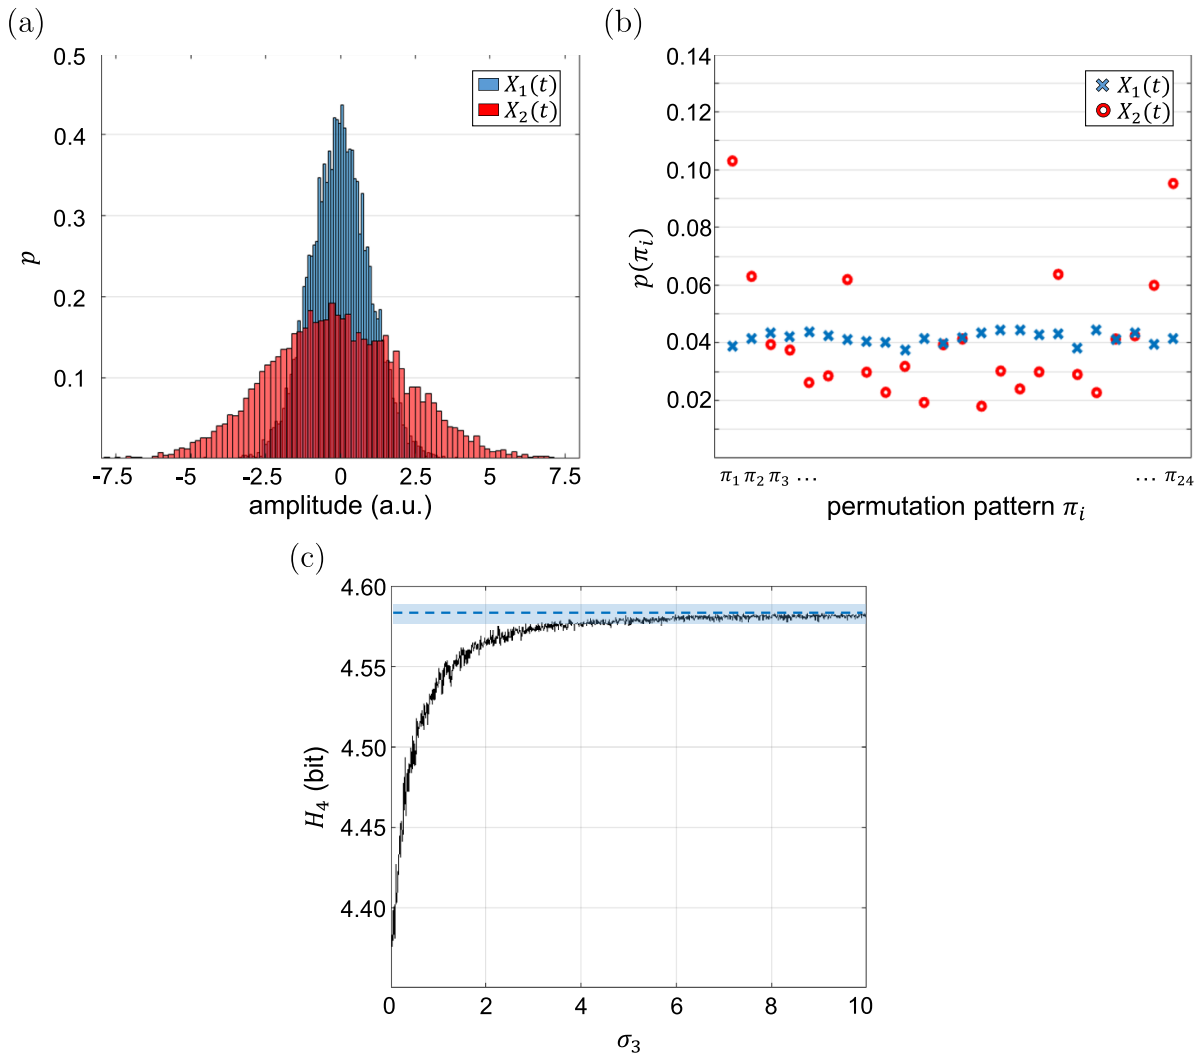 (a)
0.5
0.4
0.3
0.2
0.1
p
X₁(t)
X₂(t)
-7.5 -5 -2.5 0 2.5 5 7.5
amplitude (a.u.)
(b)
0.14
0.12
0.10
0.08
0.06
0.04
0.02
p(πᵢ)
X₁(t)
X₂(t)
π₁ π₂ π₃ ... ... π₂₄
permutation pattern πᵢ
(c)
4.60
4.55
4.50
4.45
4.40
H₄ (bit)
0 2 4 6 8 10
σ₃